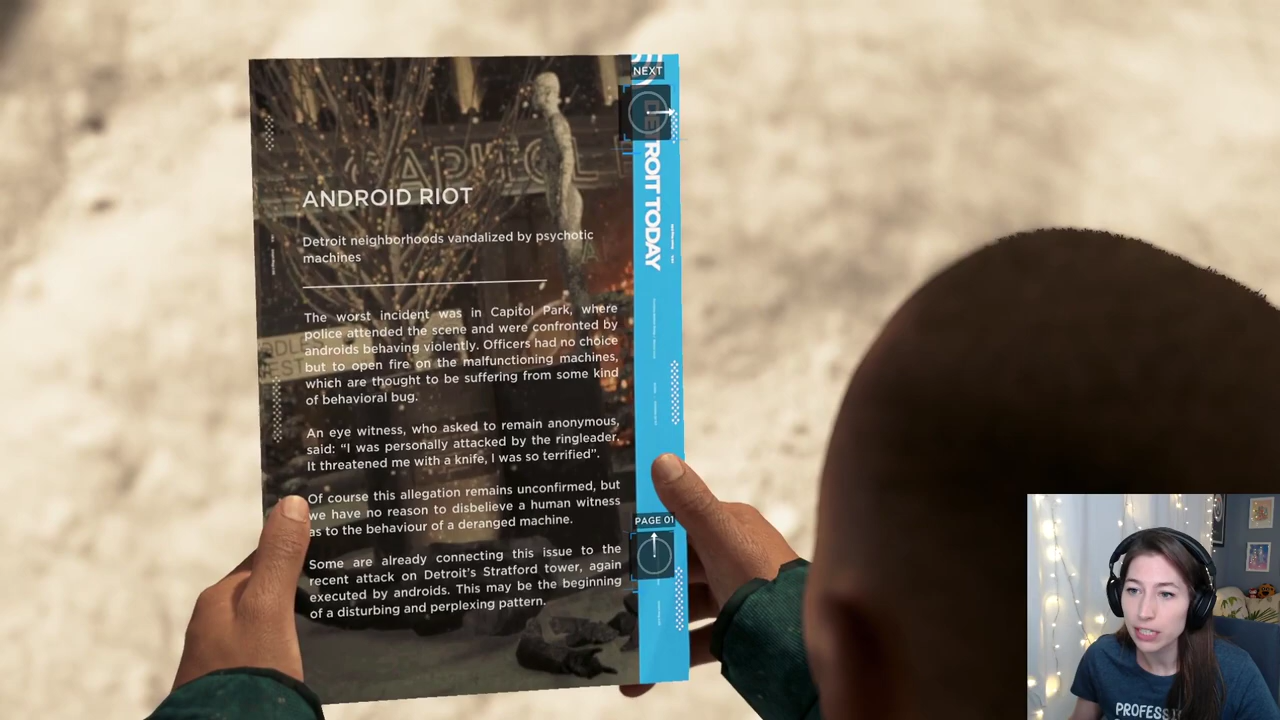 NEXT
DETROIT TODAY
CAPITOL
ANDROID RIOT
Detroit neighborhoods vandalized by psychotic
machines
The worst incident was in Capitol Park, where
police attended the scene and were confronted by
androids behaving violently. Officers had no choice
but to open fire on the malfunctioning machines,
which are thought to be suffering from some kind
of behavioral bug.
An eye witness, who asked to remain anonymous,
said: “I was personally attacked by the ringleader.
It threatened me with a knife, I was so terrified”.
Of course this allegation remains unconfirmed, but
we have no reason to disbelieve a human witness
as to the behaviour of a deranged machine.
Some are already connecting this issue to the
recent attack on Detroit's Stratford tower, again
executed by androids. This may be the beginning
of a disturbing and perplexing pattern.
PAGE 01